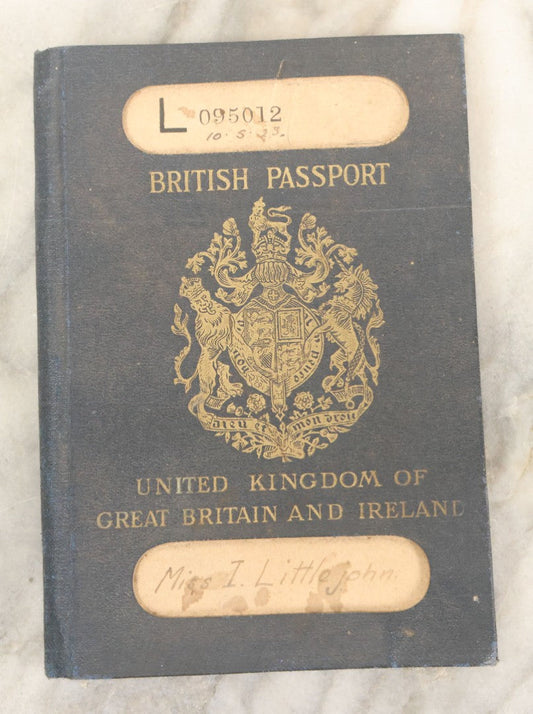 L 095012
10·5·23.
BRITISH PASSPORT
Dieu et mon droit
UNITED KINGDOM OF
GREAT BRITAIN AND IRELAND
Miss I. Littlejohn.